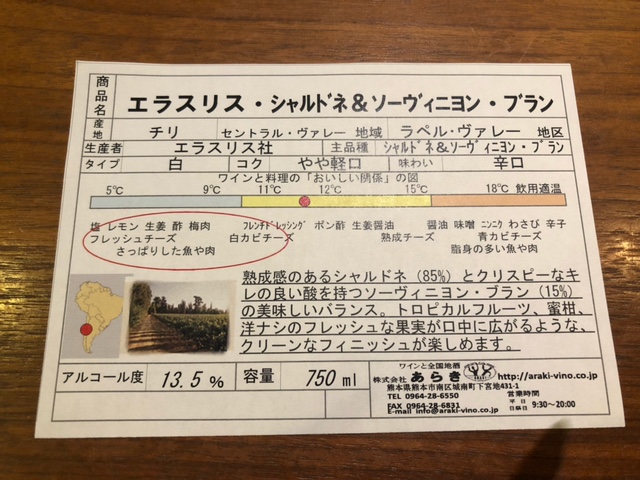 商品名 エラスリス・シャルドネ&ソーヴィニヨン・ブラン
産地 チリ セントラル・ヴァレー 地域 ラペル・ヴァレー 地区
生産者 エラスリス社 主品種 シャルドネ&ソーヴィニヨン・ブラン
タイプ 白 コク やや軽口 味わい 辛口
ワインと料理の「おいしい関係」の図
5℃ 9℃ 11℃ 12℃ 15℃ 18℃ 飲用適温
塩 レモン 生姜 酢 梅肉 フレンチドレッシング ポン酢 生姜醤油 醤油 味噌 ニンニク わさび 辛子
フレッシュチーズ 白カビチーズ 熟成チーズ 青カビチーズ
さっぱりした魚や肉 脂身の多い魚や肉
熟成感のあるシャルドネ（85%）とクリスピーなキ
レの良い酸を持つソーヴィニヨン・ブラン（15%）
の美味しいバランス。トロピカルフルーツ、蜜柑、
洋ナシのフレッシュな果実が口中に広がるような、
クリーンなフィニッシュが楽しめます。
アルコール度 13.5% 容量 750ml
ワインと全国地酒
株式会社 あらき http://araki-vino.co.jp
熊本県熊本市南区城南町下宮地431-1
TEL 0964-28-6550 営業時間
FAX 0964-28-6831 平日 日祭日 9:30~20:00
E-mail info@araki-vino.co.jp